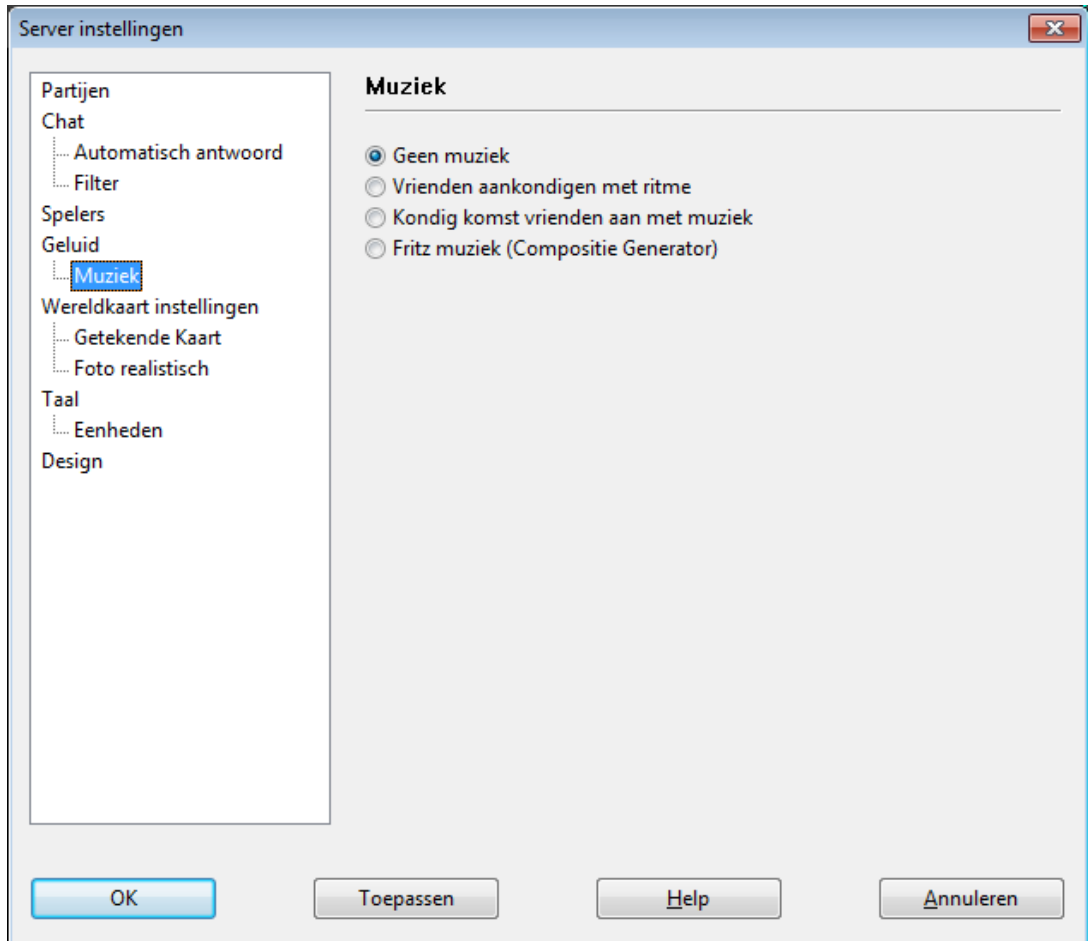 Server instellingen
Partijen
Chat
Automatisch antwoord
Filter
Spelers
Geluid
Muziek
Wereldkaart instellingen
Getekende Kaart
Foto realistisch
Taal
Eenheden
Design
Muziek
Geen muziek
Vrienden aankondigen met ritme
Kondig komst vrienden aan met muziek
Fritz muziek (Compositie Generator)
OK
Toepassen
Help
Annuleren